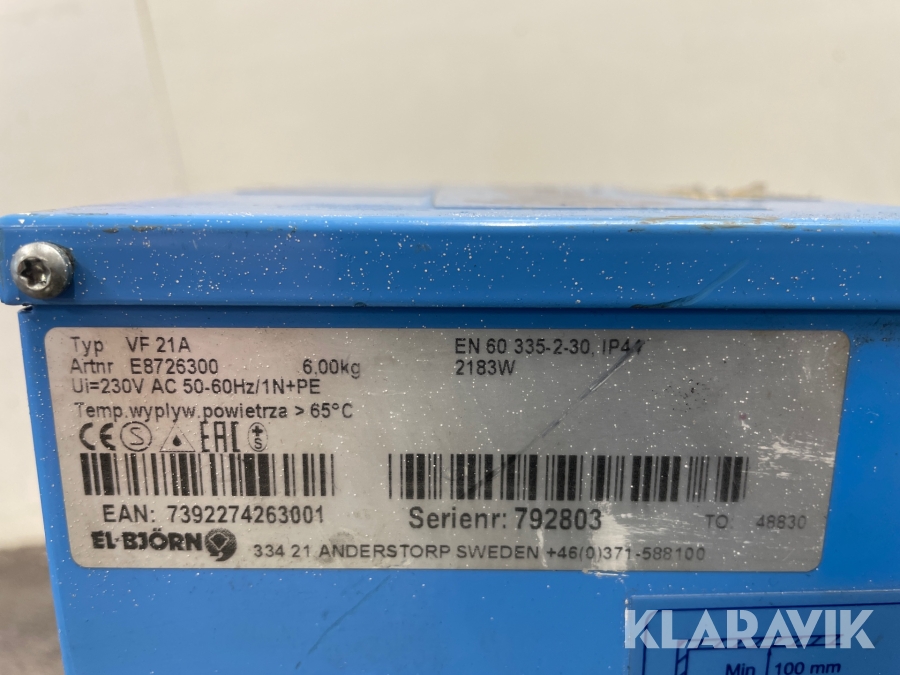 Typ VF 21A EN 60 335-2-30, IP44
Artnr E8726300 6,00kg 2183W
Ui=230V AC 50-60Hz/1N+PE
Temp.wyplyw.powietrza > 65°C
CE S EAC +S
EAN: 7392274263001 Serienr: 792803 TO 48830
EL·BJÖRN 334 21 ANDERSTORP SWEDEN +46(0)371-588100
KLARAVIK
Min 100 mm